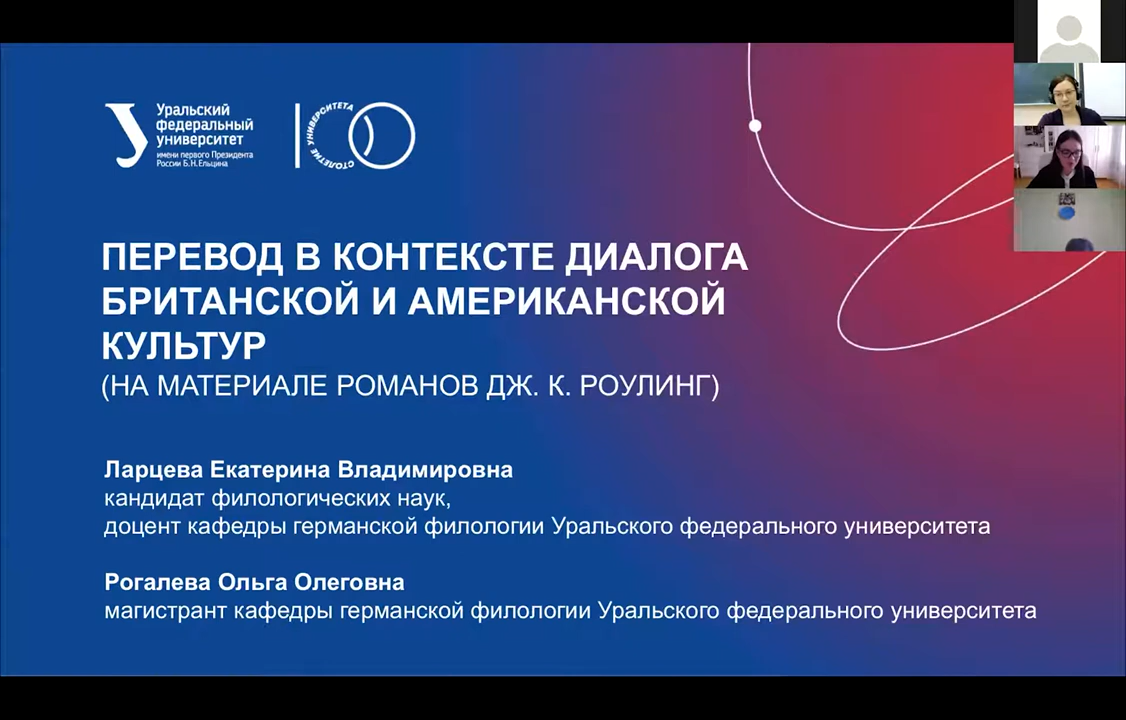 Уральский
федеральный
университет
имени первого Президента
России Б.Н.Ельцина
СТОЛЕТИЕ УНИВЕРСИТЕТА
ПЕРЕВОД В КОНТЕКСТЕ ДИАЛОГА
БРИТАНСКОЙ И АМЕРИКАНСКОЙ
КУЛЬТУР
(НА МАТЕРИАЛЕ РОМАНОВ ДЖ. К. РОУЛИНГ)
Ларцева Екатерина Владимировна
кандидат филологических наук,
доцент кафедры германской филологии Уральского федерального университета
Рогалева Ольга Олеговна
магистрант кафедры германской филологии Уральского федерального университета